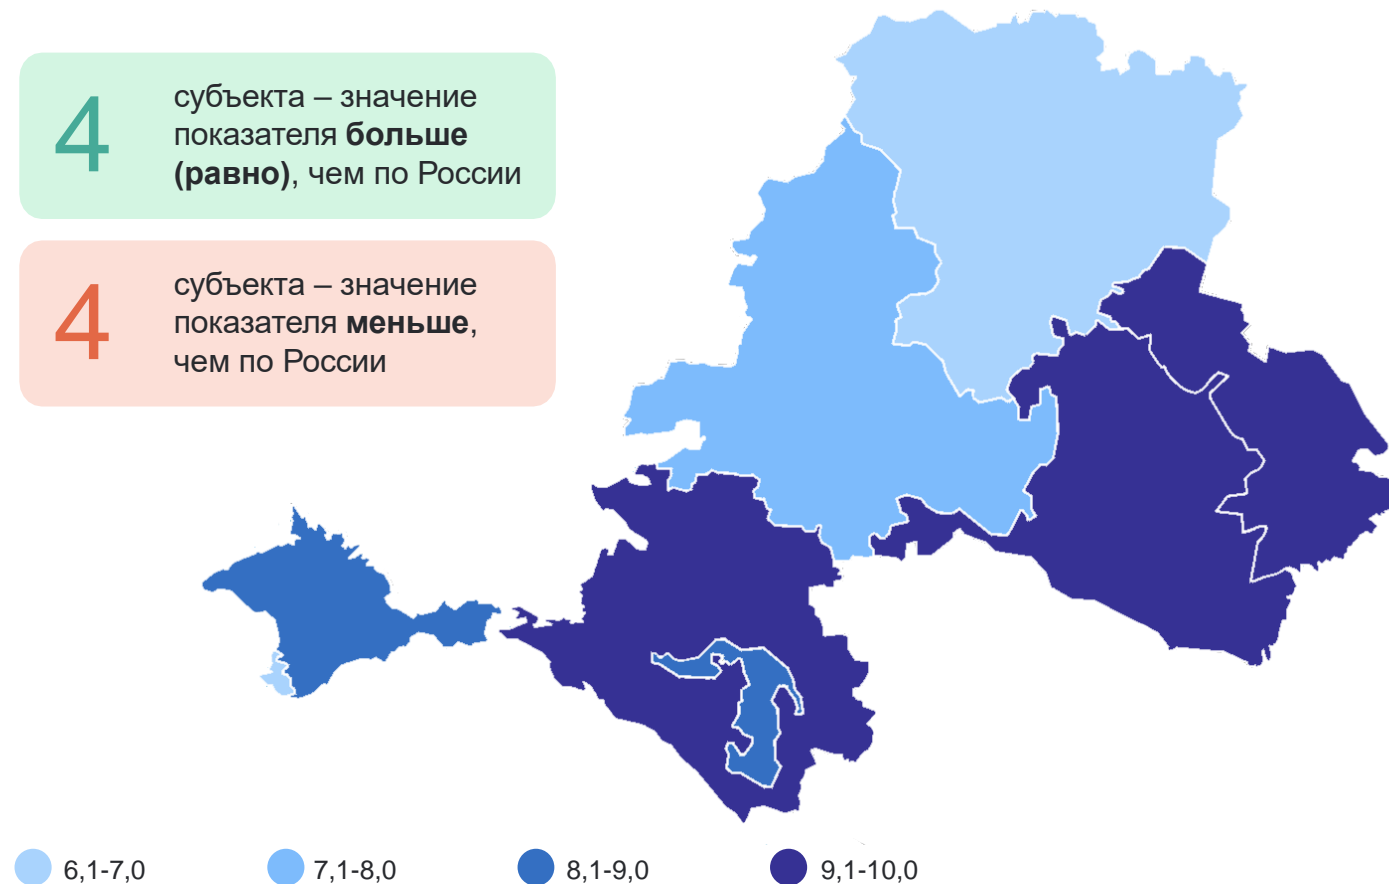 4
субъекта – значение
показателя больше
(равно), чем по России
4
субъекта – значение
показателя меньше,
чем по России
6,1-7,0
7,1-8,0
8,1-9,0
9,1-10,0